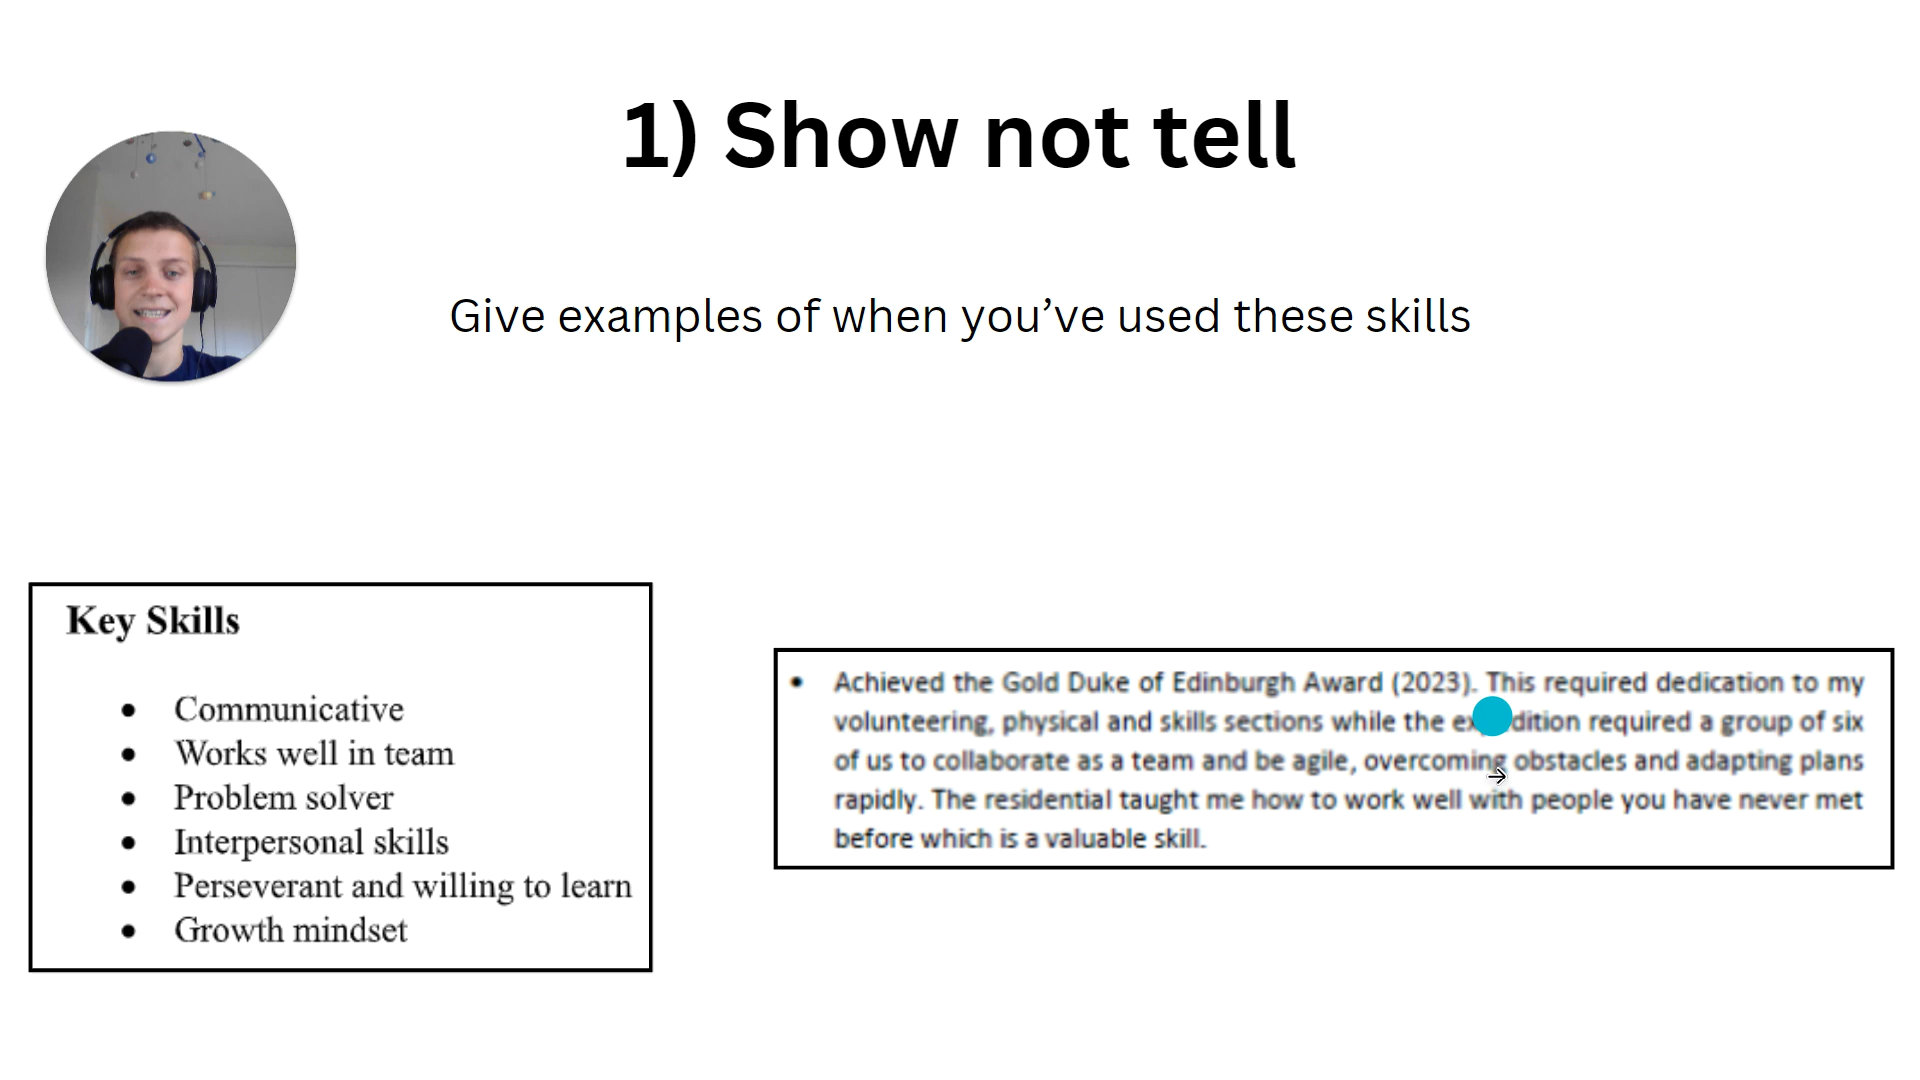 1) Show not tell
Give examples of when you’ve used these skills
Key Skills
• Communicative
• Works well in team
• Problem solver
• Interpersonal skills
• Perseverant and willing to learn
• Growth mindset
• Achieved the Gold Duke of Edinburgh Award (2023). This required dedication to my
volunteering, physical and skills sections while the expedition required a group of six
of us to collaborate as a team and be agile, overcoming obstacles and adapting plans
rapidly. The residential taught me how to work well with people you have never met
before which is a valuable skill.